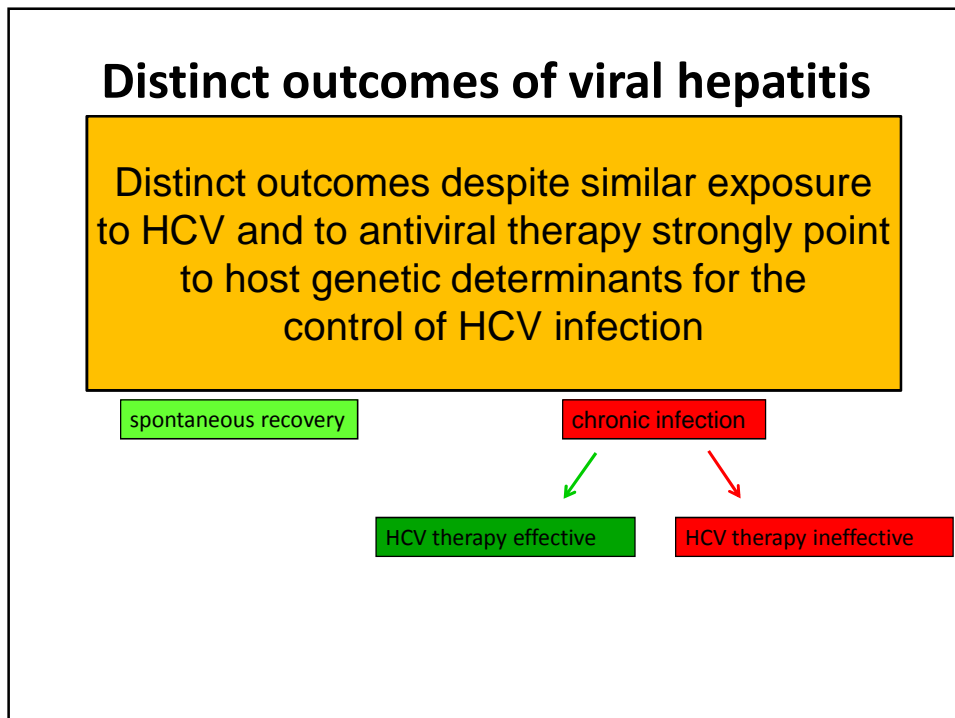 Distinct outcomes of viral hepatitis
Distinct outcomes despite similar exposure
to HCV and to antiviral therapy strongly point
to host genetic determinants for the
control of HCV infection
spontaneous recovery
chronic infection
HCV therapy effective
HCV therapy ineffective